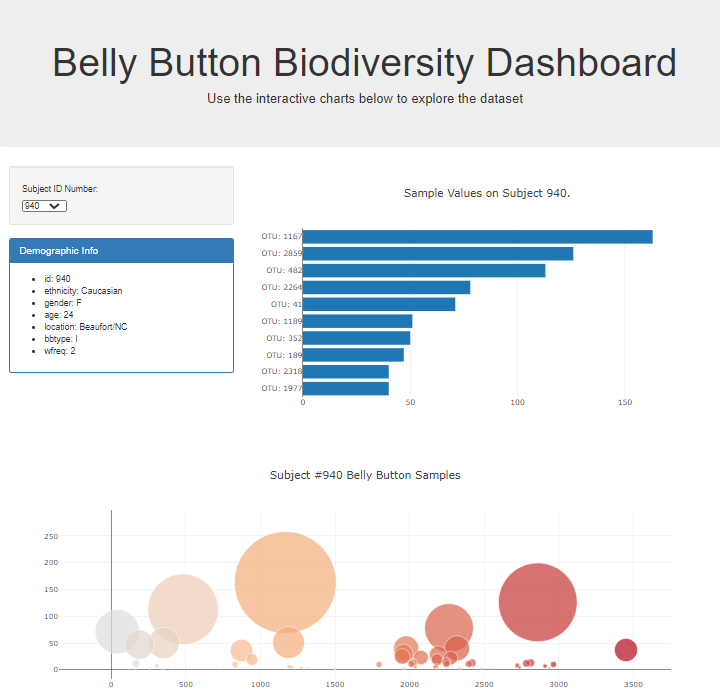 Belly Button Biodiversity Dashboard
Use the interactive charts below to explore the dataset
Subject ID Number:
940
Demographic Info
id: 940
ethnicity: Caucasian
gender: F
age: 24
location: Beaufort/NC
bbtype: I
wfreq: 2
Sample Values on Subject 940.
OTU: 1167
OTU: 2859
OTU: 482
OTU: 2264
OTU: 41
OTU: 1189
OTU: 352
OTU: 189
OTU: 2318
OTU: 1977
0 50 100 150
Subject #940 Belly Button Samples
250
200
150
100
50
0
0 500 1000 1500 2000 2500 3000 3500